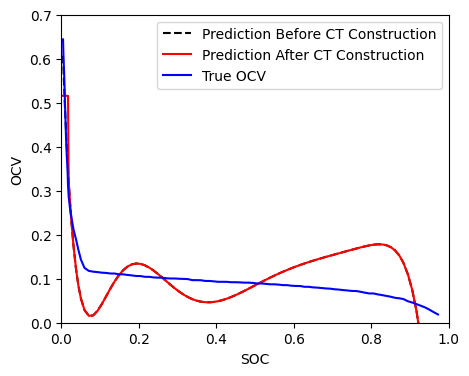 Prediction Before CT Construction
Prediction After CT Construction
True OCV
0.7
0.6
0.5
0.4
0.3
0.2
0.1
0.0
OCV
0.0 0.2 0.4 0.6 0.8 1.0
SOC